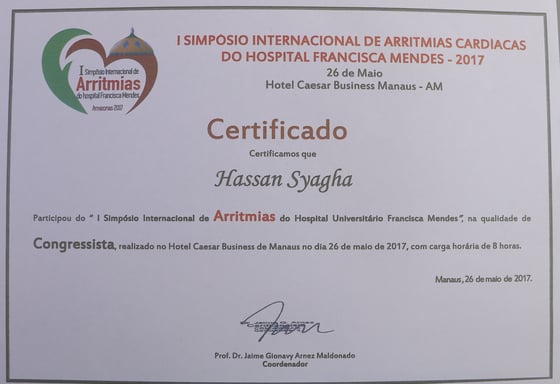 I Simpósio Internacional de
Arritmias
do hospital Francisca Mendes
Amazonas 2017
I SIMPÓSIO INTERNACIONAL DE ARRITMIAS CARDIACAS
DO HOSPITAL FRANCISCA MENDES - 2017
26 de Maio
Hotel Caesar Business Manaus - AM
Certificado
Certificamos que
Hassan Syagha
Participou do " I Simpósio Internacional de Arritmias do Hospital Universitário Francisca Mendes", na qualidade de
Congressista, realizado no Hotel Caesar Business de Manaus no dia 26 de maio de 2017, com carga horária de 8 horas.
Manaus, 26 de maio de 2017.
Prof. Dr. Jaime Gionavy Arnez Maldonado
Coordenador